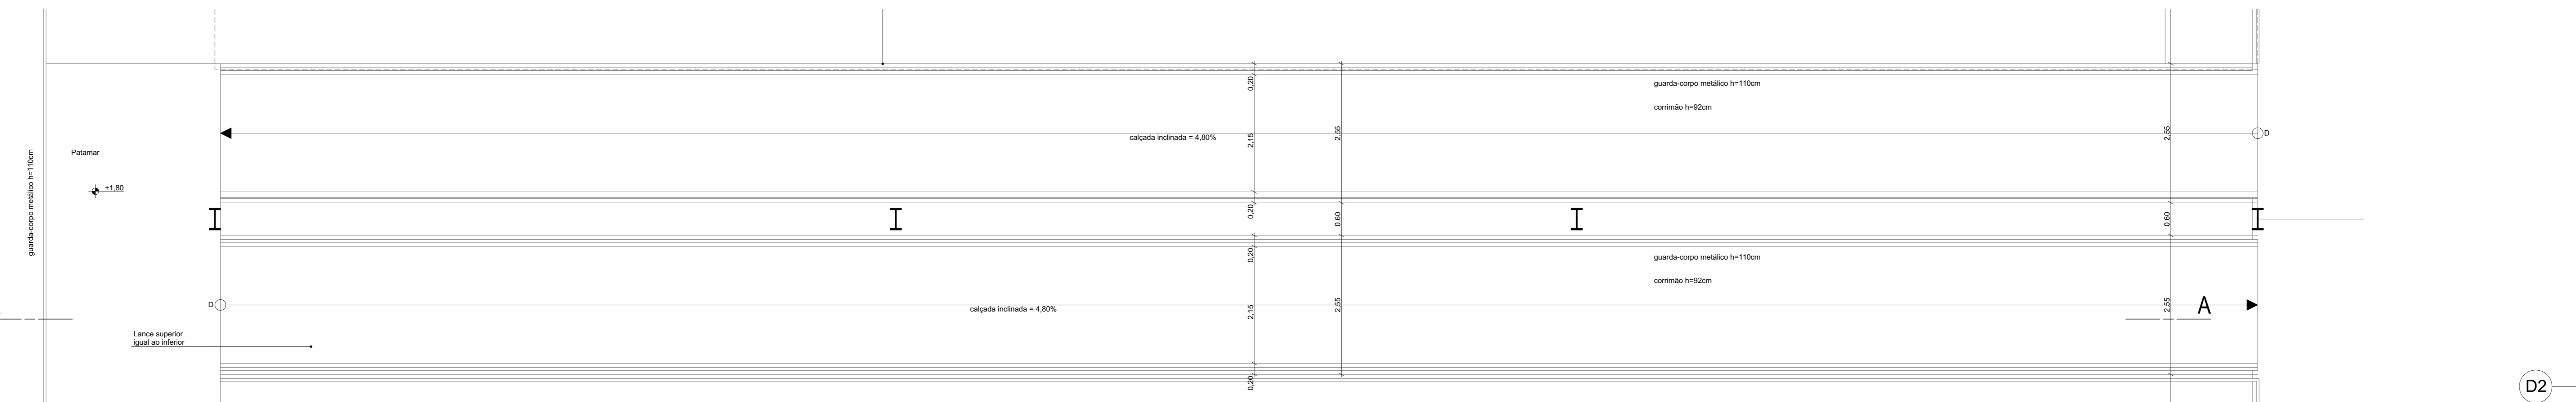 guarda-corpo metálico h=110cm
Patamar
+1,80
guarda-corpo metálico h=110cm
corrimão h=92cm
calçada inclinada = 4,80%
D
0,20
2,15
2,55
2,55
0,20
0,60
0,60
0,20
guarda-corpo metálico h=110cm
corrimão h=92cm
D
calçada inclinada = 4,80%
2,15
2,55
2,55
A
Lance superior
igual ao inferior
0,20
D2